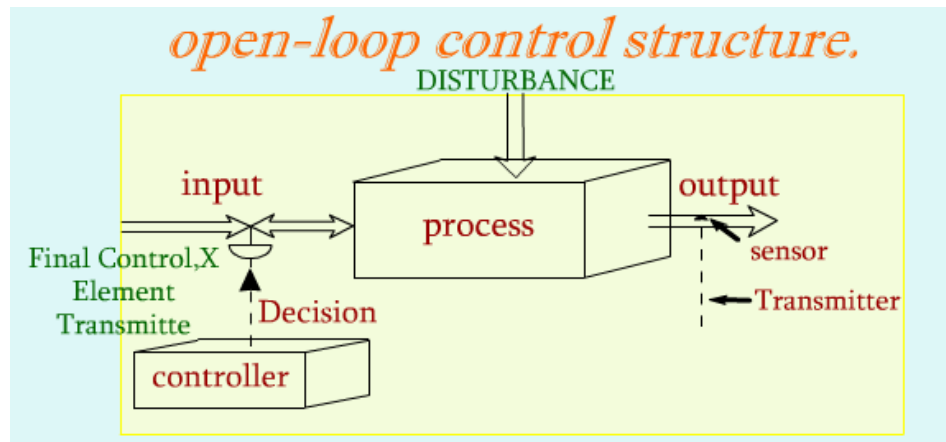 open-loop control structure.
DISTURBANCE
input
output
process
sensor
Final Control,X
Element
Transmitte
Decision
Transmitter
controller